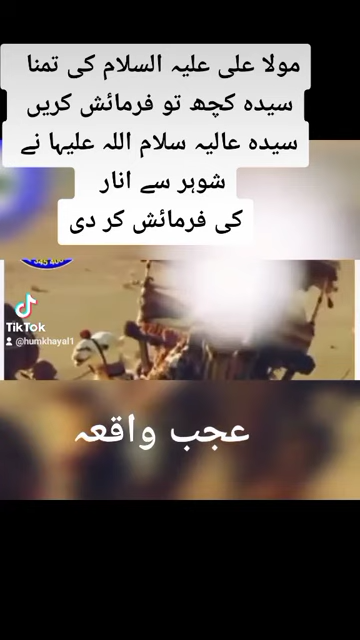 مولا علی علیہ السلام کی تمنا
سیدہ کچھ تو فرمائش کریں
سیدہ عالیہ سلام اللہ علیہا نے
شوہر سے انار
کی فرمائش کر دی
TikTok
@humkhayal1
عجب واقعہ